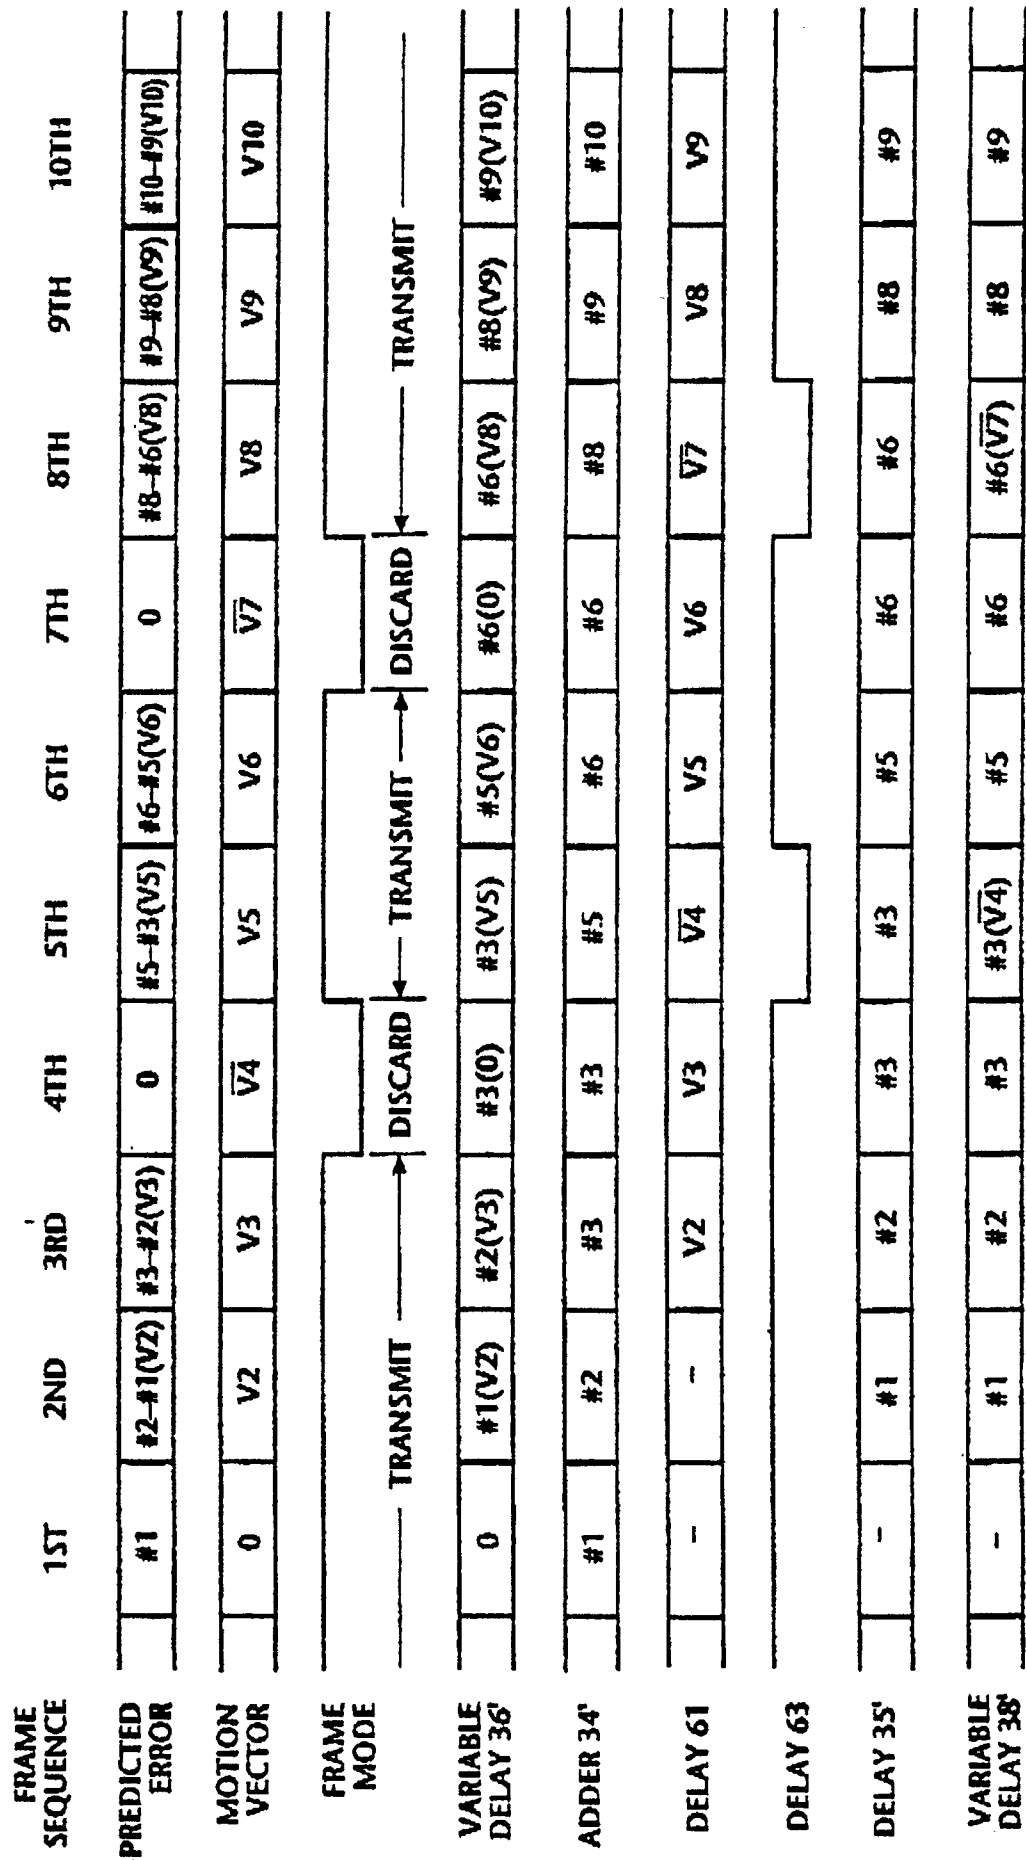 FRAME SEQUENCE 1ST 2ND 3RD 4TH 5TH 6TH 7TH 8TH 9TH 10TH
PREDICTED ERROR #1 #2–#1(V2) #3–#2(V3) 0 #5–#3(V5) #6–#5(V6) 0 #8–#6(V8) #9–#8(V9) #10–#9(V10)
MOTION VECTOR 0 V2 V3 V̅4̅ V5 V6 V̅7̅ V8 V9 V10
FRAME MODE TRANSMIT DISCARD TRANSMIT DISCARD TRANSMIT
VARIABLE DELAY 36' 0 #1(V2) #2(V3) #3(0) #3(V5) #5(V6) #6(0) #6(V8) #8(V9) #9(V10)
ADDER 34' #1 #2 #3 #3 #5 #6 #6 #8 #9 #10
DELAY 61 – – V2 V3 V̅4̅ V5 V6 V̅7̅ V8 V9
DELAY 63
DELAY 35' – #1 #2 #3 #3 #5 #6 #6 #8 #9
VARIABLE DELAY 38' – #1 #2 #3 #3(V̅4̅) #5 #6 #6(V̅7̅) #8 #9